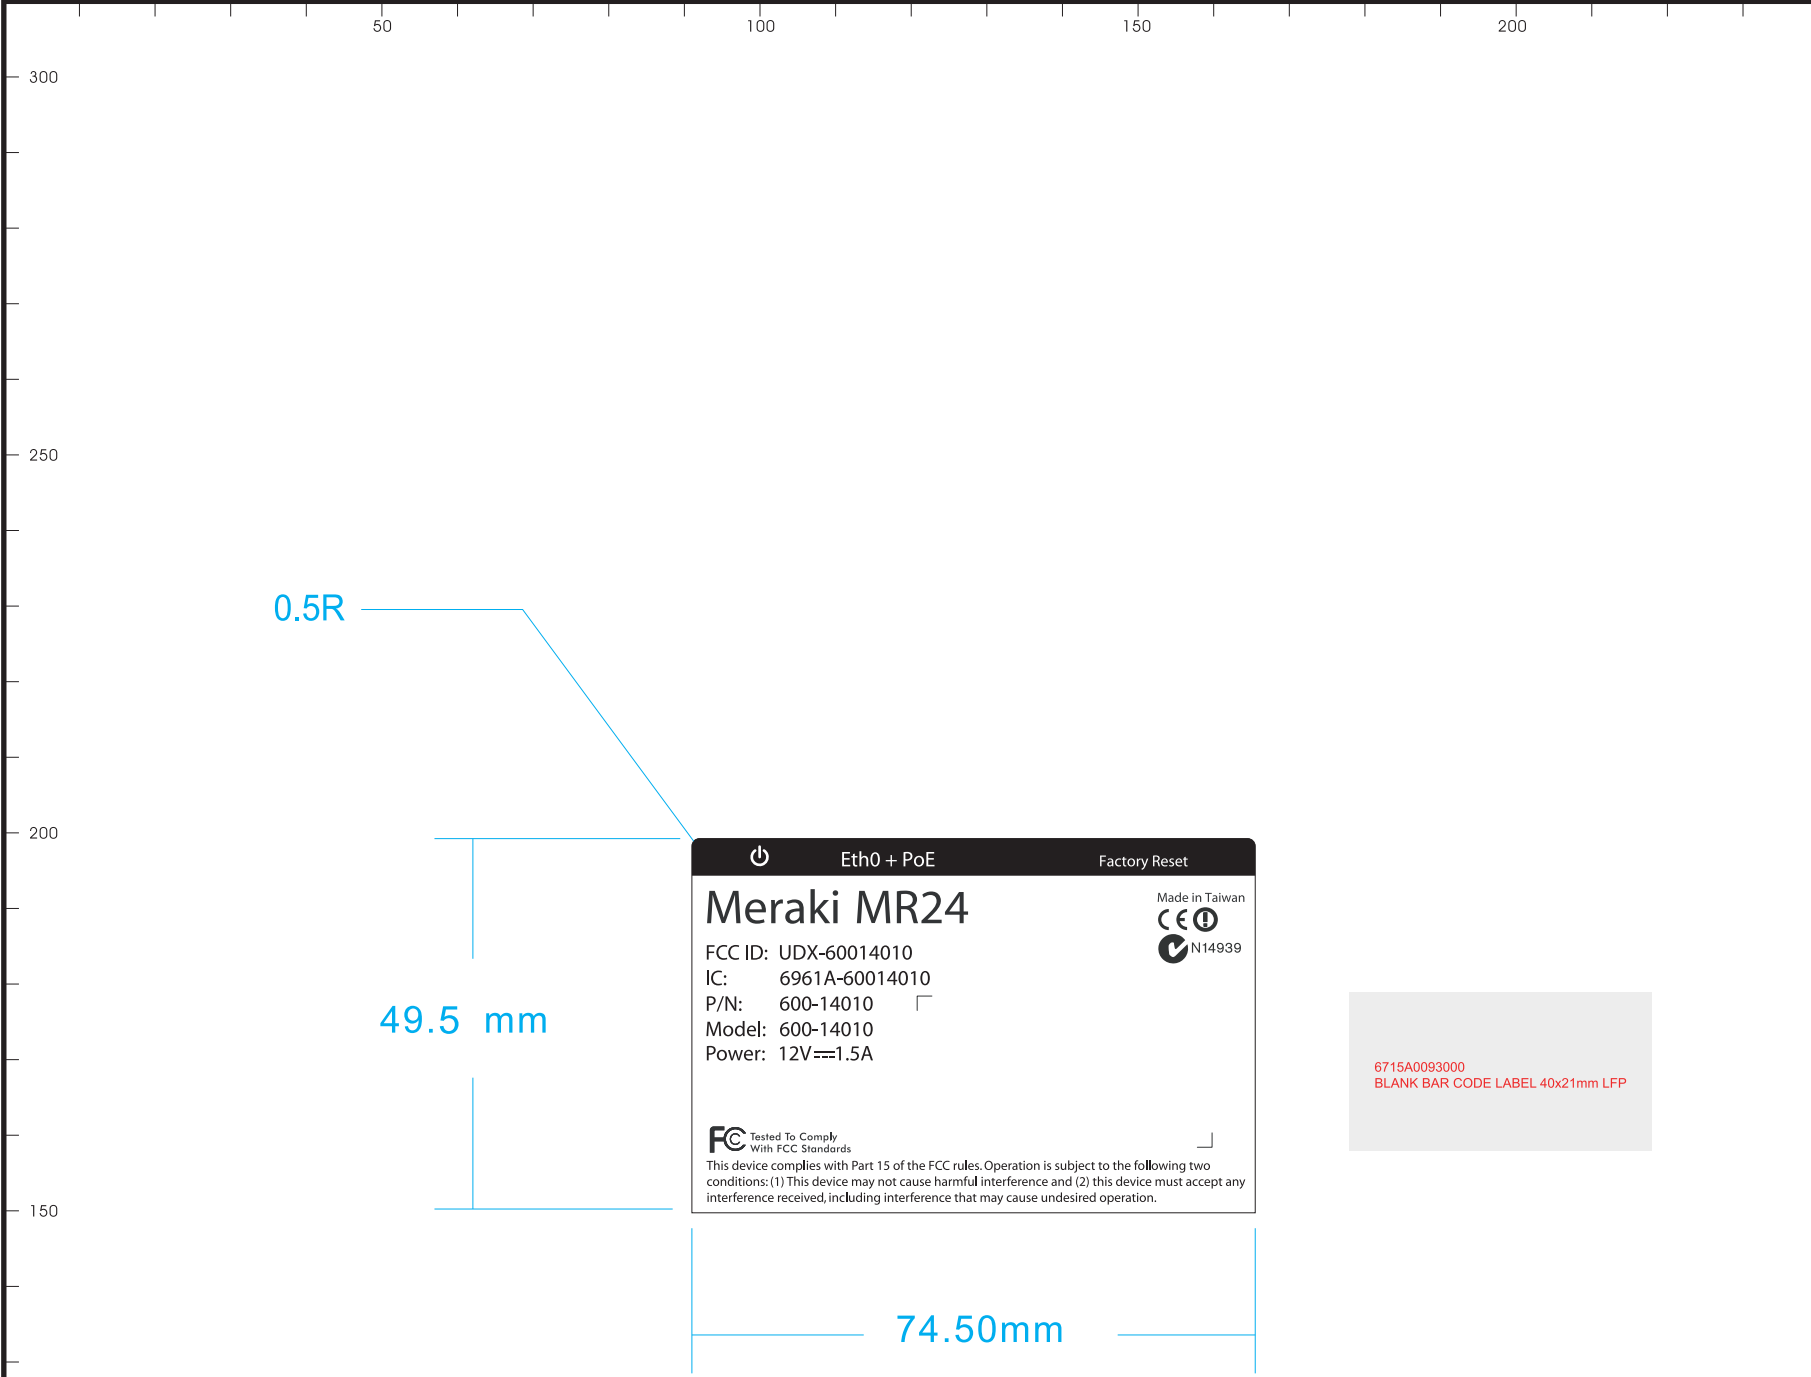 50 100 150 200
300
250
0.5R
200
Eth0 + PoE Factory Reset
Meraki MR24
Made in Taiwan
CE
N14939
FCC ID: UDX-60014010
IC: 6961A-60014010
P/N: 600-14010
Model: 600-14010
Power: 12V⎓1.5A
49.5 mm
6715A0093000
BLANK BAR CODE LABEL 40x21mm LFP
FC Tested To Comply
With FCC Standards
This device complies with Part 15 of the FCC rules. Operation is subject to the following two
conditions: (1) This device may not cause harmful interference and (2) this device must accept any
interference received, including interference that may cause undesired operation.
150
74.50mm